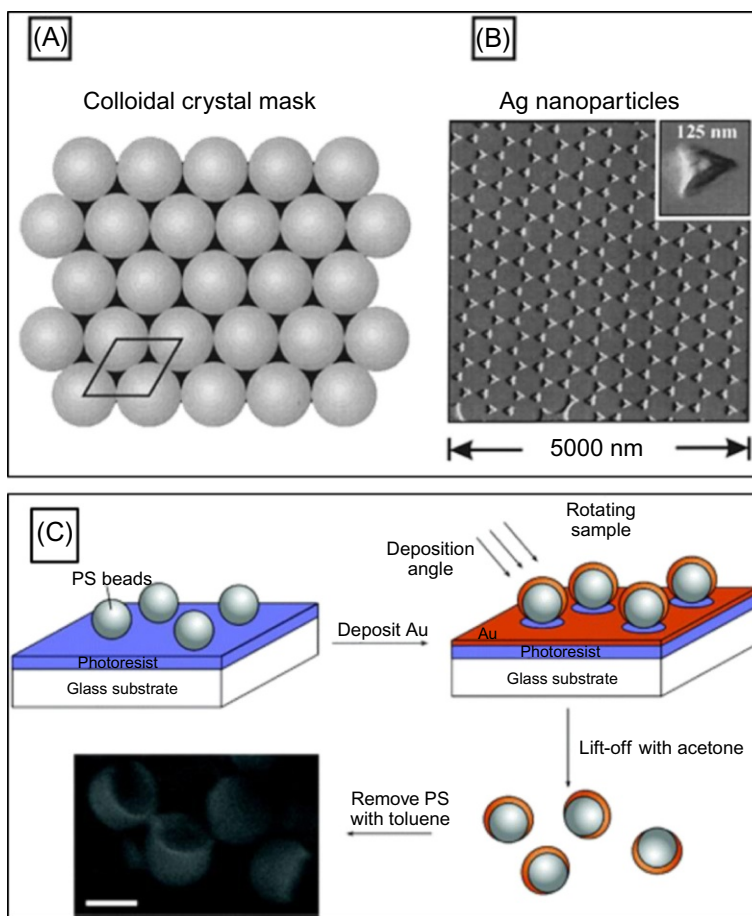 (A)
Colloidal crystal mask
(B)
Ag nanoparticles
125 nm
5000 nm
(C)
PS beads
Photoresist
Glass substrate
Deposit Au
Deposition
angle
Rotating
sample
Au
Photoresist
Glass substrate
Lift-off with acetone
Remove PS
with toluene